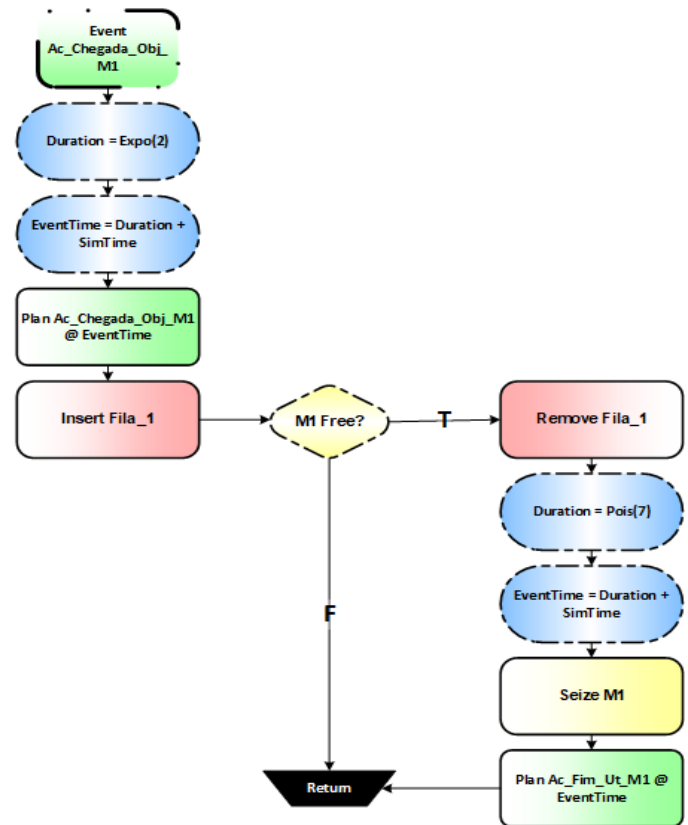 Event
Ac_Chegada_Obj_
M1
Duration = Expo(2)
EventTime = Duration +
SimTime
Plan Ac_Chegada_Obj_M1
@ EventTime
Insert Fila_1
M1 Free?
T
Remove Fila_1
Duration = Pois(7)
EventTime = Duration +
SimTime
F
Seize M1
Plan Ac_Fim_Ut_M1 @
EventTime
Return